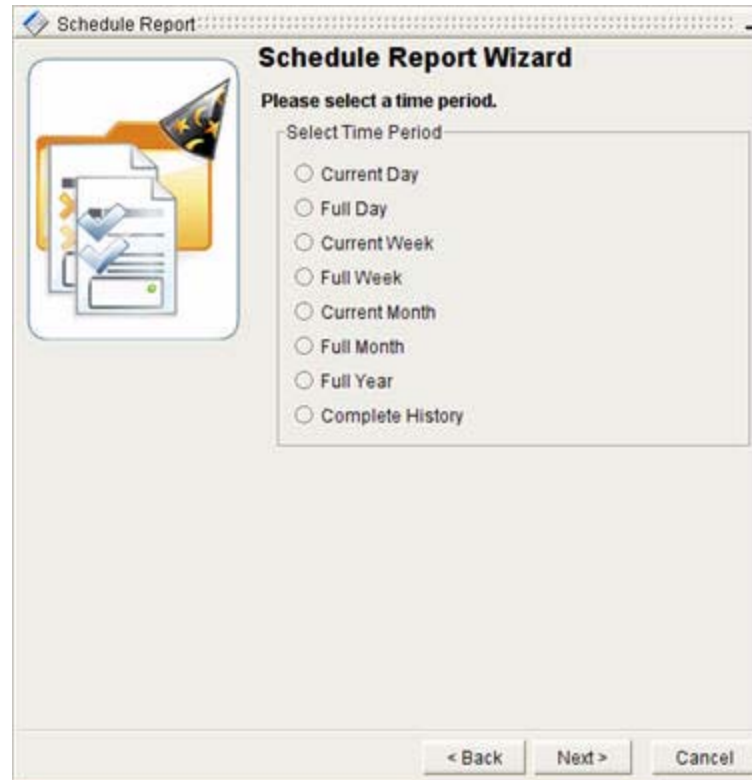 Schedule Report
Schedule Report Wizard
Please select a time period.
Select Time Period
Current Day
Full Day
Current Week
Full Week
Current Month
Full Month
Full Year
Complete History
< Back
Next >
Cancel